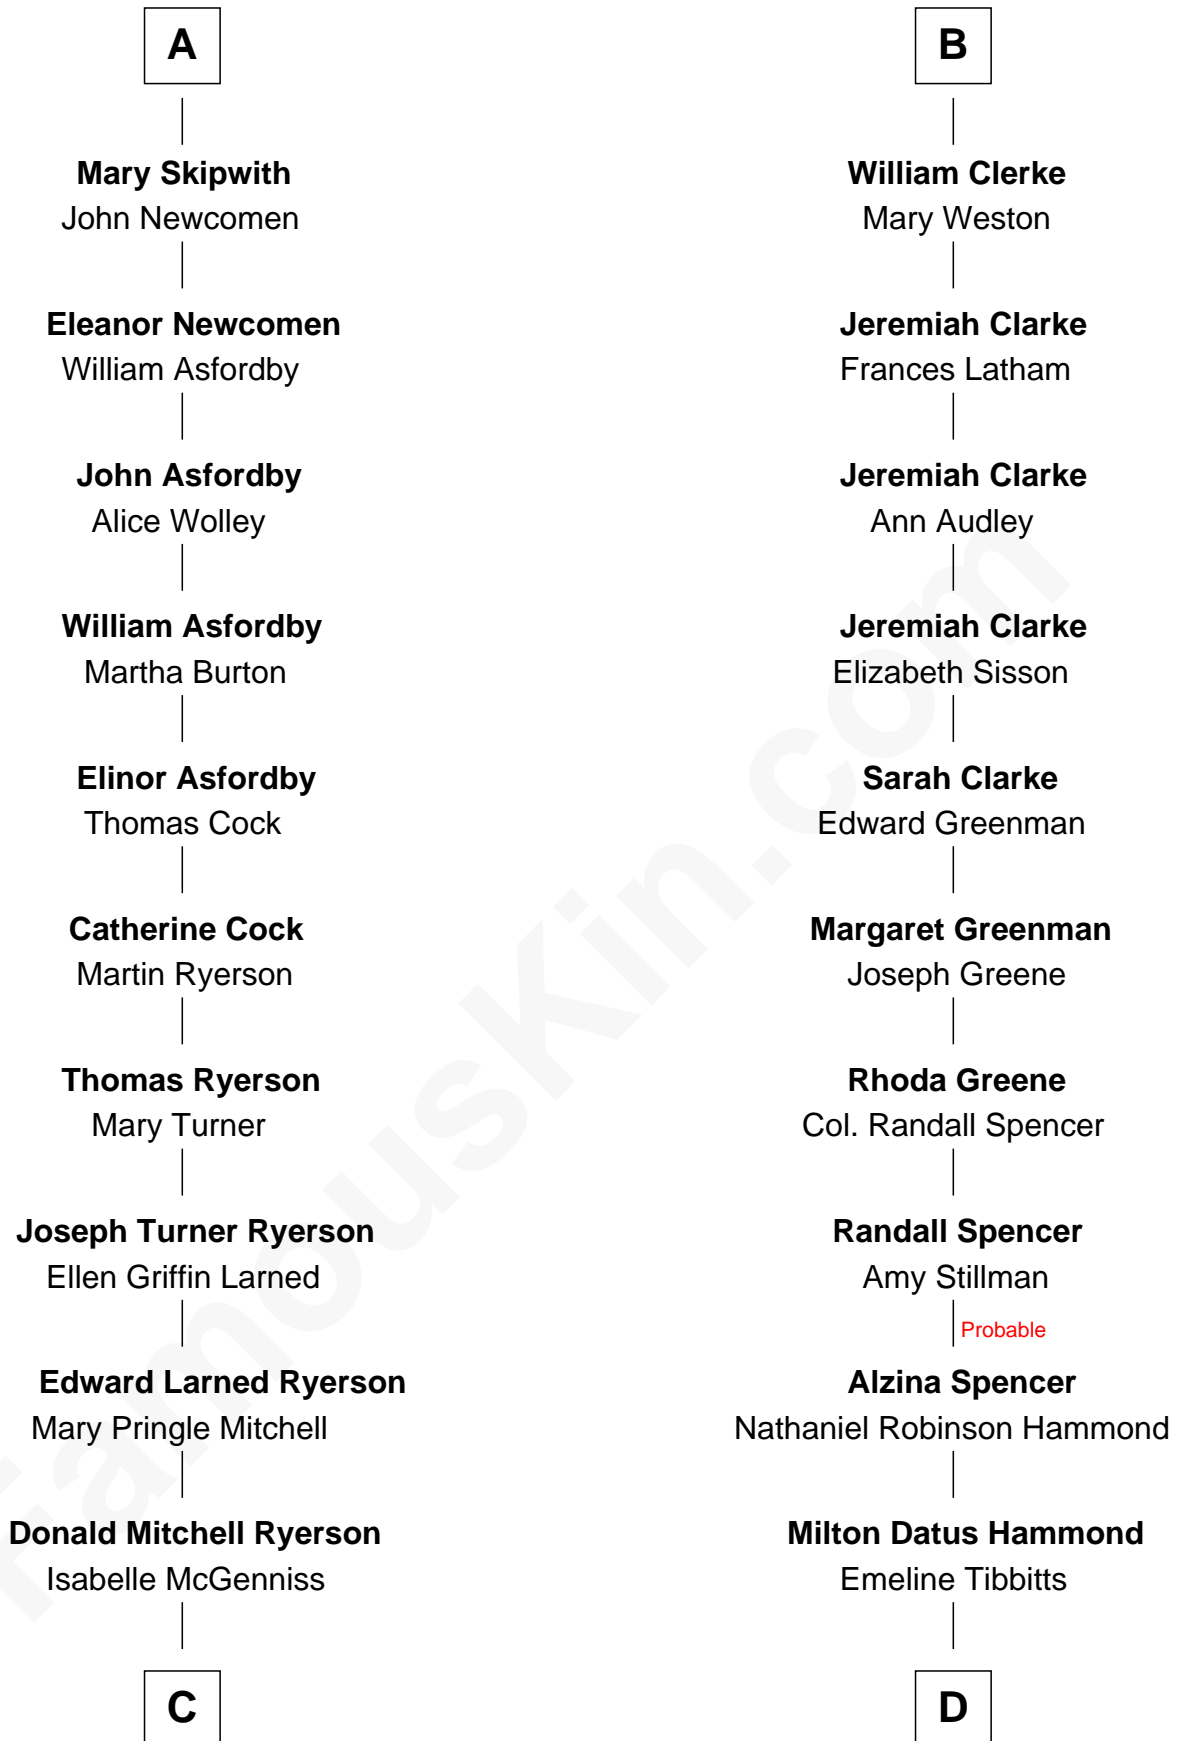 A
Mary Skipwith
John Newcomen
Eleanor Newcomen
William Asfordby
John Asfordby
Alice Wolley
William Asfordby
Martha Burton
Elinor Asfordby
Thomas Cock
Catherine Cock
Martin Ryerson
Thomas Ryerson
Mary Turner
Joseph Turner Ryerson
Ellen Griffin Larned
Edward Larned Ryerson
Mary Pringle Mitchell
Donald Mitchell Ryerson
Isabelle McGenniss
C
B
William Clerke
Mary Weston
Jeremiah Clarke
Frances Latham
Jeremiah Clarke
Ann Audley
Jeremiah Clarke
Elizabeth Sisson
Sarah Clarke
Edward Greenman
Margaret Greenman
Joseph Greene
Rhoda Greene
Col. Randall Spencer
Randall Spencer
Amy Stillman
Probable
Alzina Spencer
Nathaniel Robinson Hammond
Milton Datus Hammond
Emeline Tibbitts
D
FamousKin.com